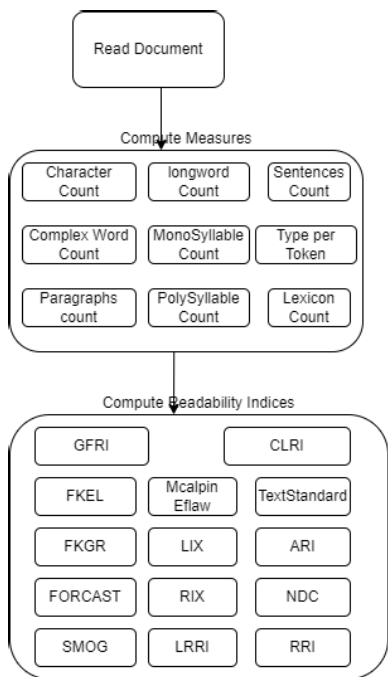 Read Document
Compute Measures
Character
Count
longword
Count
Sentences
Count
Complex Word
Count
MonoSyllable
Count
Type per
Token
Paragraphs
count
PolySyllable
Count
Lexicon
Count
Compute Readability Indices
GFRI
CLRI
FKEL
Mcalpin
Eflaw
TextStandard
FKGR
LIX
ARI
FORCAST
RIX
NDC
SMOG
LRRI
RRI